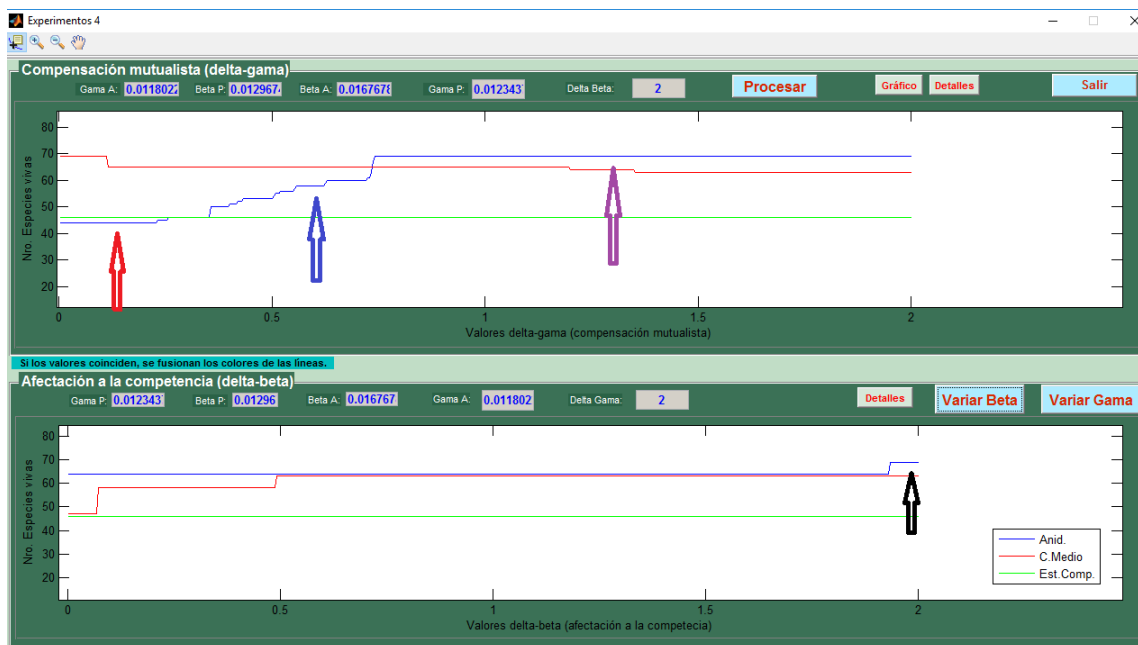 Experimentos 4
Compensación mutualista (delta-gama)
Gama A: 0.0118022 Beta P: 0.012967 Beta A: 0.0167678 Gama P: 0.012343 Delta Beta: 2 Procesar Gráfico Detalles Salir
80
70
60
50
40
30
20
Nro. Especies vivas
0 0.5 1 1.5 2
Valores delta-gama (compensación mutualista)
Si los valores coinciden, se fusionan los colores de las líneas.
Afectación a la competencia (delta-beta)
Gama P: 0.012343 Beta P: 0.01296 Beta A: 0.016767 Gama A: 0.011802 Delta Gama: 2 Detalles Variar Beta Variar Gama
80
70
60
50
40
30
20
Nro. Especies vivas
Anid.
C.Medio
Est.Comp.
0 0.5 1 1.5 2
Valores delta-beta (afectación a la competecia)